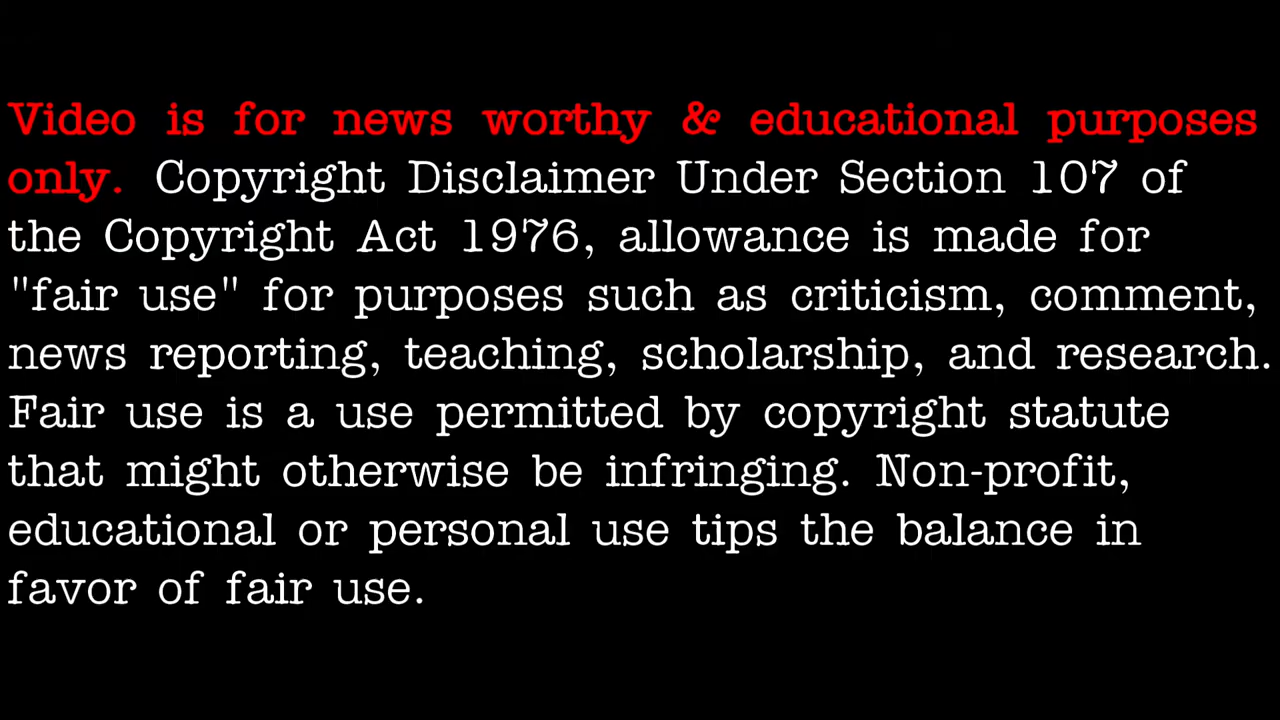 Video is for news worthy & educational purposes
only. Copyright Disclaimer Under Section 107 of
the Copyright Act 1976, allowance is made for
"fair use" for purposes such as criticism, comment,
news reporting, teaching, scholarship, and research.
Fair use is a use permitted by copyright statute
that might otherwise be infringing. Non-profit,
educational or personal use tips the balance in
favor of fair use.